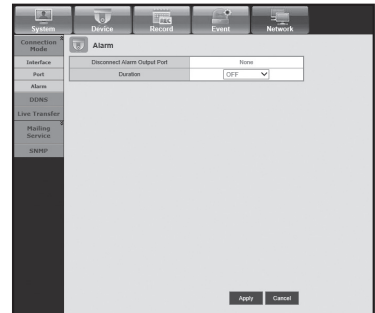 System Device Record Event Network
Connection Mode
Interface
Port
Alarm
DDNS
Live Transfer
Mailing Service
SNMP
Alarm
Disconnect Alarm Output Port None
Duration OFF
Apply Cancel